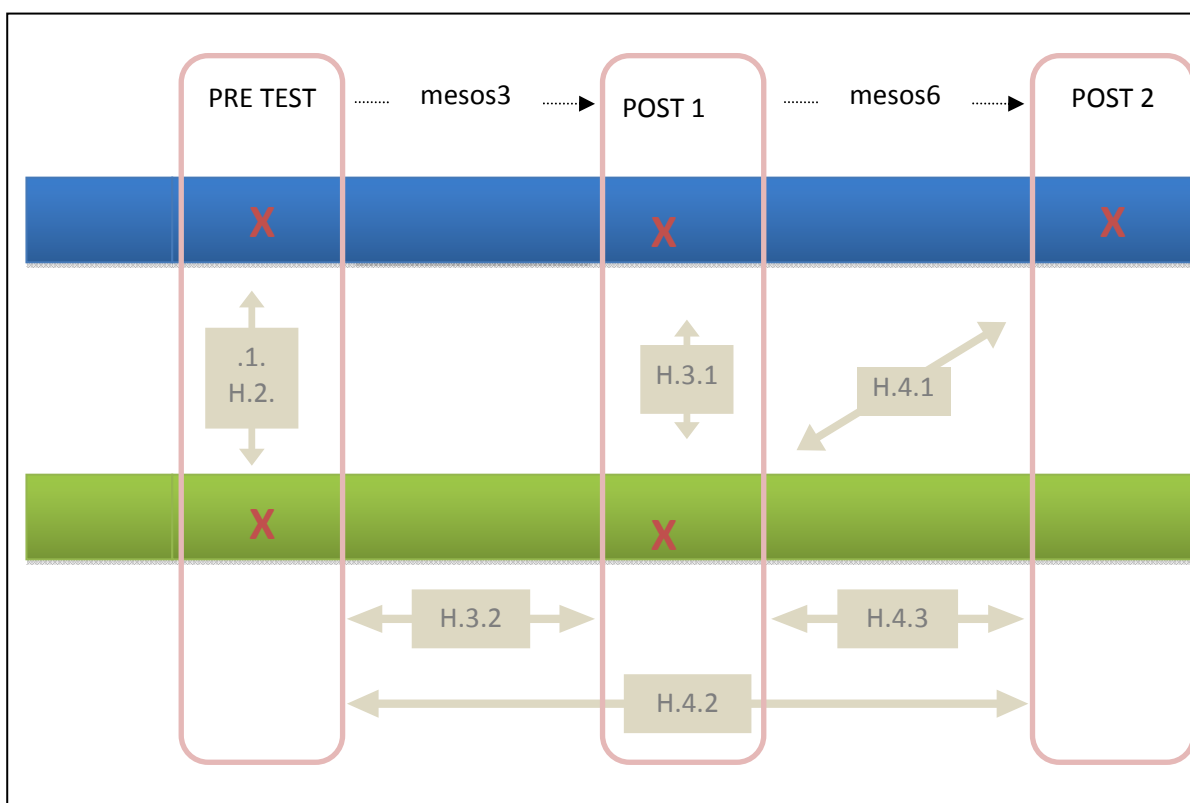 PRE TEST ......... mesos3 POST 1 ......... mesos6 POST 2
X X X
.1.
H.2.
H.3.1
H.4.1
X X
H.3.2 H.4.3
H.4.2